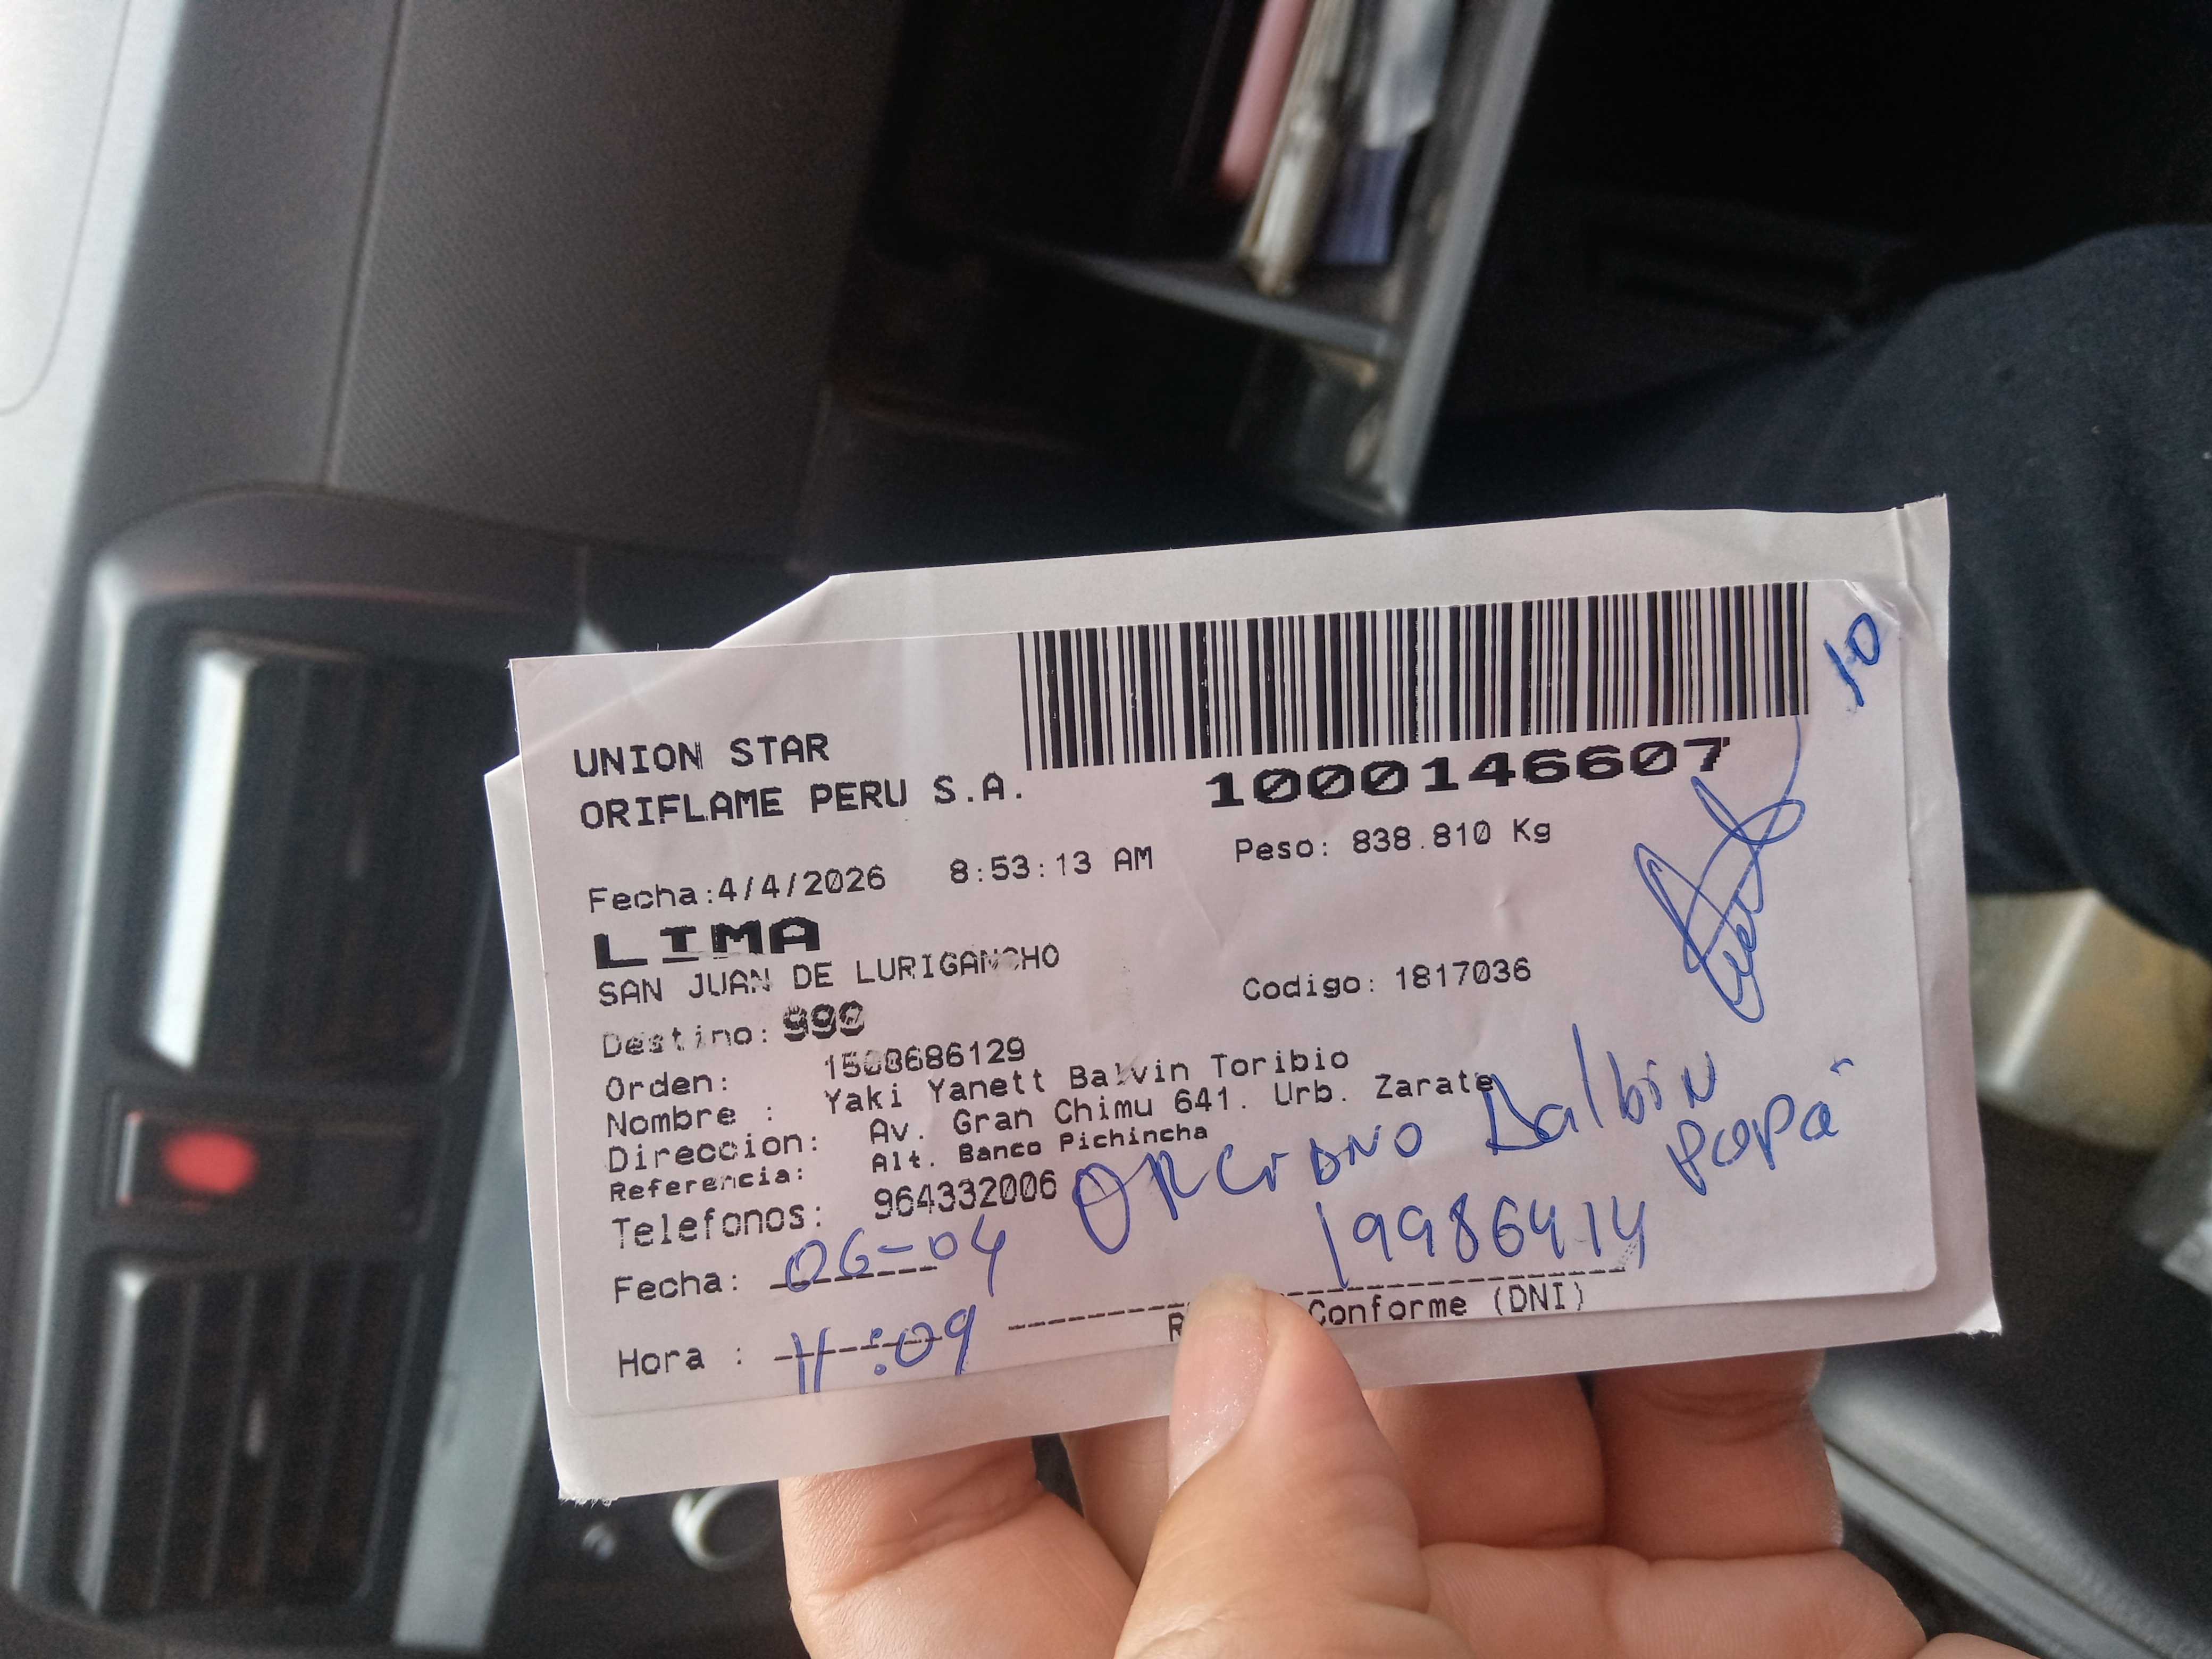 10
UNION STAR
ORIFLAME PERU S.A.
1000146607
Fecha:4/4/2026 8:53:13 AM Peso: 838.810 Kg
LIMA
SAN JUAN DE LURIGANCHO
Destino: 999 Codigo: 1817036
Orden: 1508686129
Nombre : Yaki Yanett Balvin Toribio
Direccion: Av. Gran Chimu 641. Urb. Zarate
Referencia: Alt. Banco Pichincha
Telefonos: 964332006
Balbin
papa
Fecha: 06-04 19986414
Hora : 11:09 Conforme (DNI)